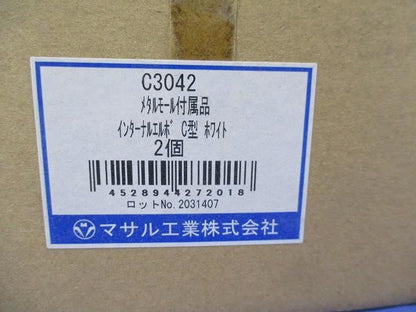 C3042
ﾒﾀﾙﾓｰﾙ付属品
ｲﾝﾀｰﾅﾙｴﾙﾎﾞ C型 ﾎﾜｲﾄ
2個
4528944272018
ロットNo.2031407
マサル工業株式会社